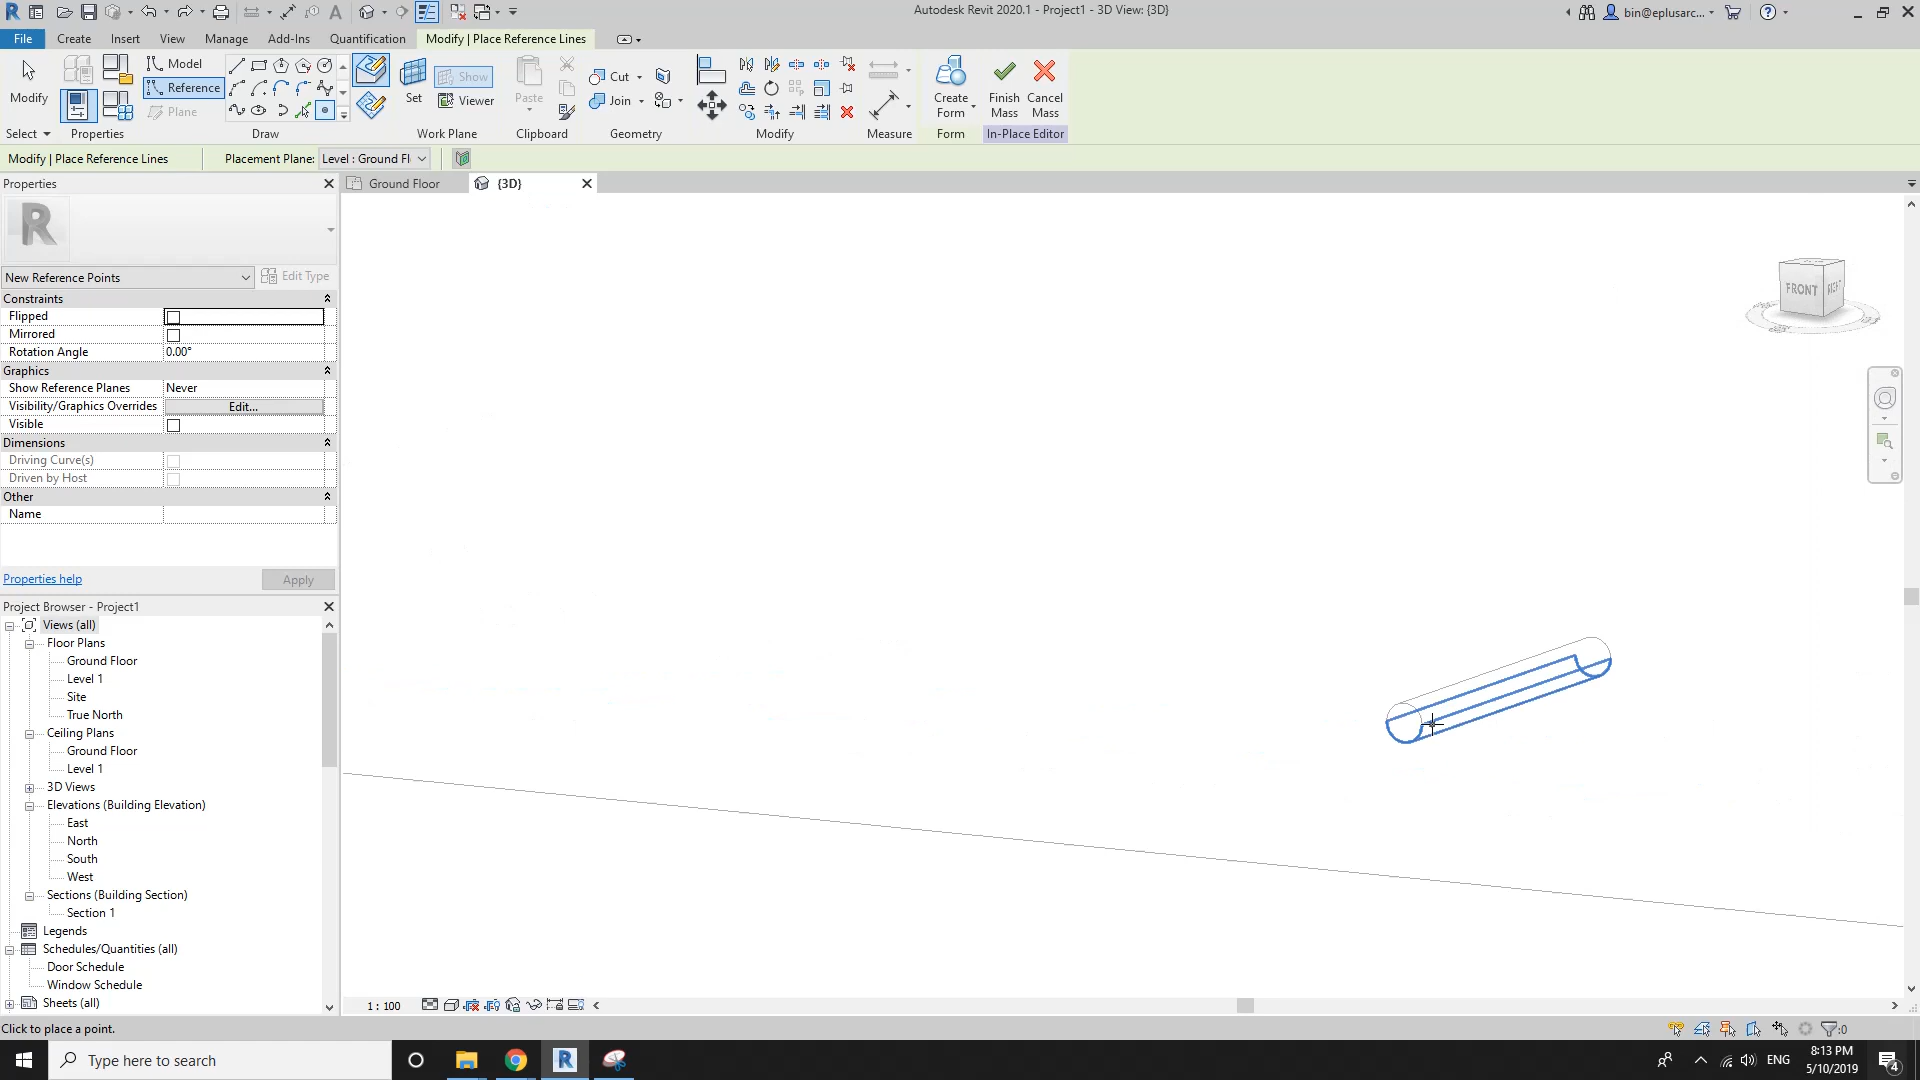 Autodesk Revit 2020.1 - Project1 - 3D View: {3D}
bin@eplusarc...
File
Create
Insert
View
Manage
Add-Ins
Quantification
Modify | Place Reference Lines
Modify
Model
Reference
Plane
Set
Show
Viewer
Paste
Cut
Join
Create Form
Finish Mass
Cancel Mass
Select
Properties
Draw
Work Plane
Clipboard
Geometry
Modify
Measure
Form
In-Place Editor
Modify | Place Reference Lines
Placement Plane:
Level : Ground Fl
Properties
Ground Floor
{3D}
New Reference Points
Edit Type
Constraints
Flipped
Mirrored
Rotation Angle
0.00°
Graphics
Show Reference Planes
Never
Visibility/Graphics Overrides
Edit...
Visible
Dimensions
Driving Curve(s)
Driven by Host
Other
Name
Properties help
Apply
FRONT
RIGHT
Project Browser - Project1
Views (all)
Floor Plans
Ground Floor
Level 1
Site
True North
Ceiling Plans
Ground Floor
Level 1
3D Views
Elevations (Building Elevation)
East
North
South
West
Sections (Building Section)
Section 1
Legends
Schedules/Quantities (all)
Door Schedule
Window Schedule
Sheets (all)
1 : 100
Click to place a point.
:0
Type here to search
ENG
8:13 PM
5/10/2019
4